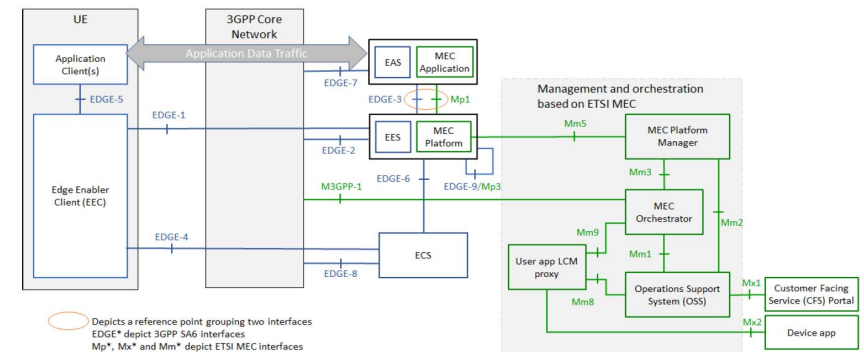 UE
3GPP Core
Network
Application Data Traffic
Application
Client(s)
EAS
MEC
Application
EDGE-7
EDGE-5
EDGE-3
Mp1
Management and orchestration
based on ETSI MEC
EDGE-1
EES
MEC
Platform
Mm5
MEC Platform
Manager
EDGE-2
Edge Enabler
Client (EEC)
EDGE-6
EDGE-9/Mp3
Mm3
M3GPP-1
MEC
Orchestrator
Mm2
EDGE-4
ECS
Mm9
Mm1
User app LCM
proxy
EDGE-8
Mm8
Operations Support
System (OSS)
Mx1
Customer Facing
Service (CFS) Portal
Mx2
Device app
Depicts a reference point grouping two interfaces
EDGE* depict 3GPP SA6 interfaces
Mp*, Mx* and Mm* depict ETSI MEC interfaces